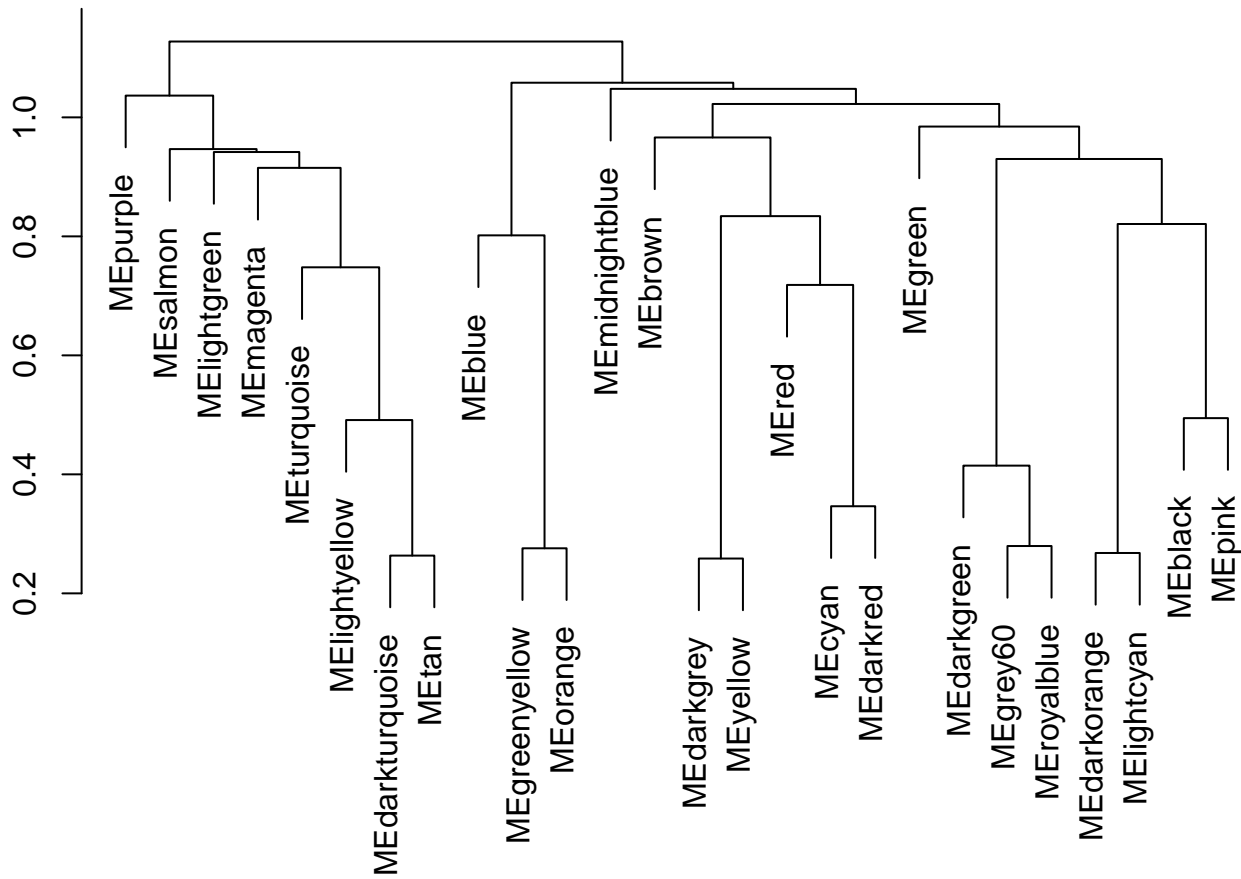 1.0
0.8
0.6
0.4
0.2
MEpurple
MEsalmon
MElightgreen
MEmagenta
MEturquoise
MElightyellow
MEdarkturquoise
MEtan
MEblue
MEgreenyellow
MEorange
MEmidnightblue
MEbrown
MEdarkgrey
MEyellow
MEred
MEcyan
MEdarkred
MEgreen
MEdarkgreen
MEgrey60
MEroyalblue
MEdarkorange
MElightcyan
MEblack
MEpink